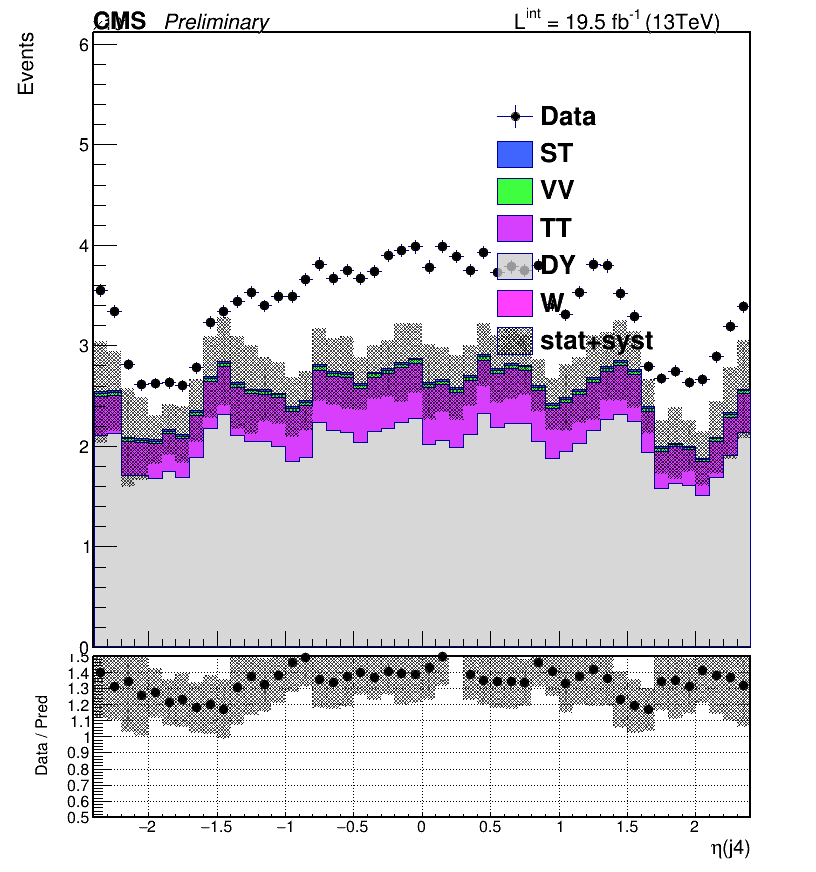 CMS Preliminary L^int = 19.5 fb^-1 (13TeV)
Events
6
5
4
3
2
1
0
Data
ST
VV
TT
DY
W
stat+syst
Data / Pred
1.5
1.4
1.3
1.2
1.1
1
0.9
0.8
0.7
0.6
0.5
−2 −1.5 −1 −0.5 0 0.5 1 1.5 2
η(j4)